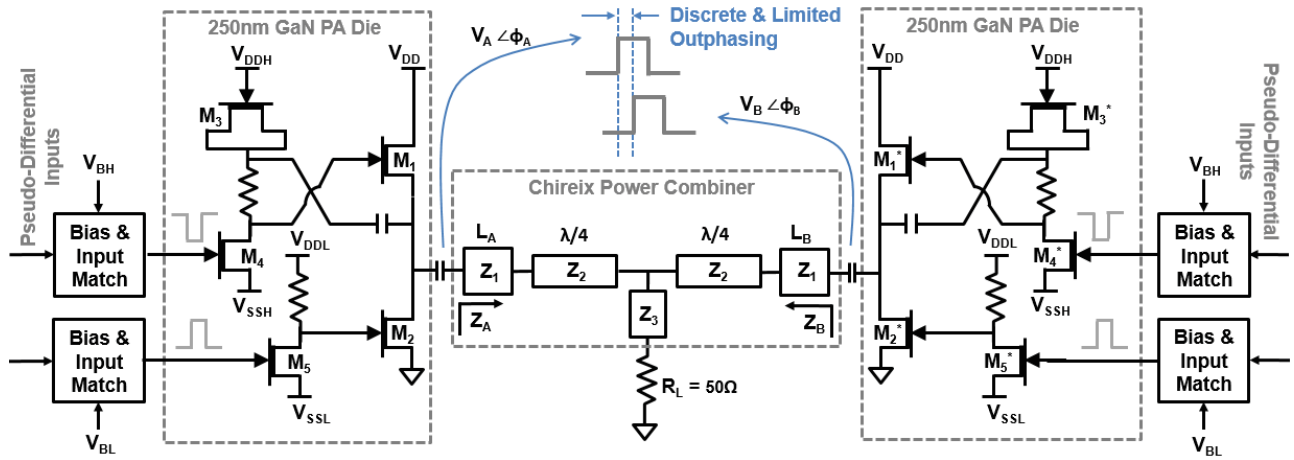 250nm GaN PA Die
V_DDH
V_DD
M_3
M_1
Pseudo-Differential
Inputs
V_BH
Bias &
Input
Match
M_4
V_SSH
V_DDL
M_2
Bias &
Input
Match
M_5
V_SSL
V_BL
V_A ∠ϕ_A
Discrete & Limited
Outphasing
V_B ∠ϕ_B
Chireix Power Combiner
L_A
λ/4
λ/4
L_B
Z_1
Z_2
Z_2
Z_1
Z_A
Z_3
Z_B
R_L = 50Ω
250nm GaN PA Die
V_DD
V_DDH
M_3*
M_1*
Pseudo-Differential
Inputs
V_BH
Bias &
Input
Match
M_4*
V_SSH
V_DDL
M_2*
M_5*
Bias &
Input
Match
V_SSL
V_BL